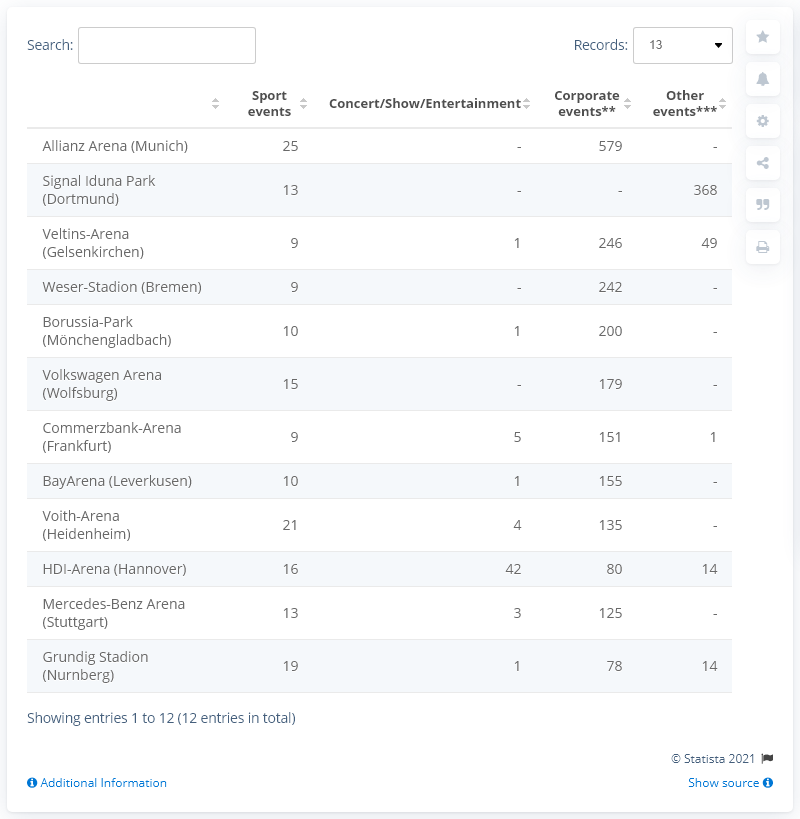 Search:
Records: 13
Sport events Concert/Show/Entertainment Corporate events** Other events***
Allianz Arena (Munich) 25 - 579 -
Signal Iduna Park (Dortmund) 13 - - 368
Veltins-Arena (Gelsenkirchen) 9 1 246 49
Weser-Stadion (Bremen) 9 - 242 -
Borussia-Park (Mönchengladbach) 10 1 200 -
Volkswagen Arena (Wolfsburg) 15 - 179 -
Commerzbank-Arena (Frankfurt) 9 5 151 1
BayArena (Leverkusen) 10 1 155 -
Voith-Arena (Heidenheim) 21 4 135 -
HDI-Arena (Hannover) 16 42 80 14
Mercedes-Benz Arena (Stuttgart) 13 3 125 -
Grundig Stadion (Nurnberg) 19 1 78 14
Showing entries 1 to 12 (12 entries in total)
© Statista 2021
Additional Information
Show source